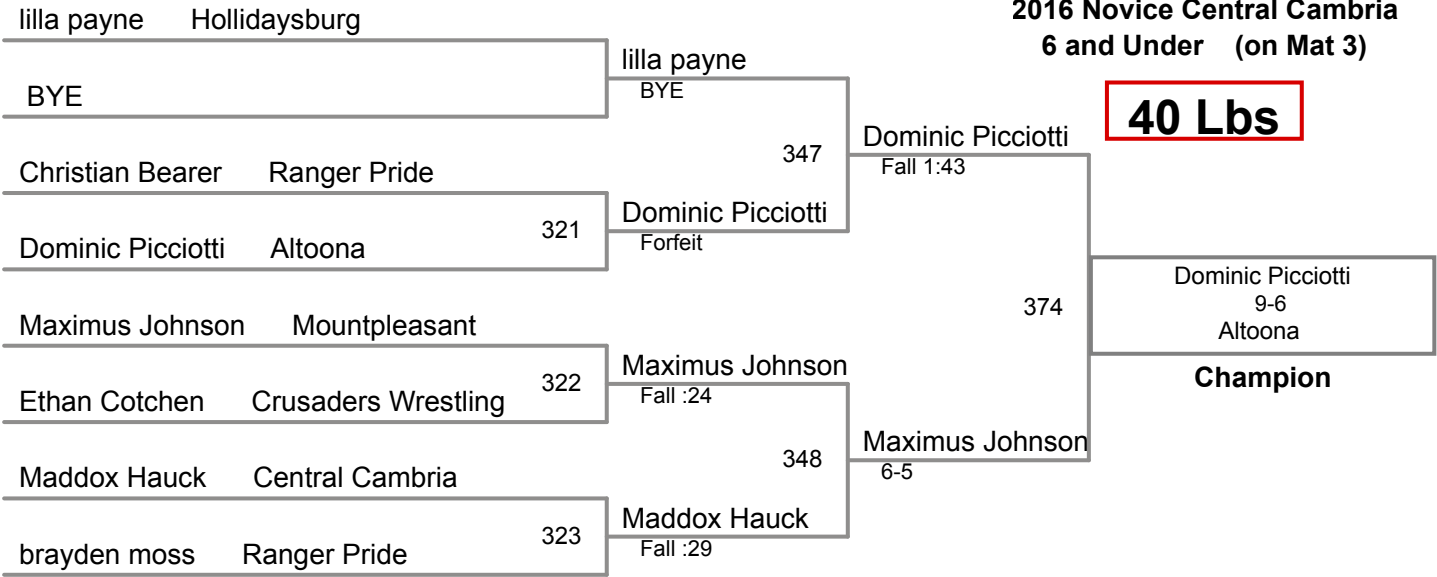 2016 Novice Central Cambria
6 and Under (on Mat 3)
40 Lbs
lilla payne Hollidaysburg
BYE
Christian Bearer Ranger Pride
321
Dominic Picciotti Altoona
Maximus Johnson Mountpleasant
322
Ethan Cotchen Crusaders Wrestling
Maddox Hauck Central Cambria
323
brayden moss Ranger Pride
lilla payne
BYE
347
Dominic Picciotti
Forfeit
Maximus Johnson
Fall :24
348
Maddox Hauck
Fall :29
Dominic Picciotti
Fall 1:43
374
Maximus Johnson
6-5
Dominic Picciotti
9-6
Altoona
Champion